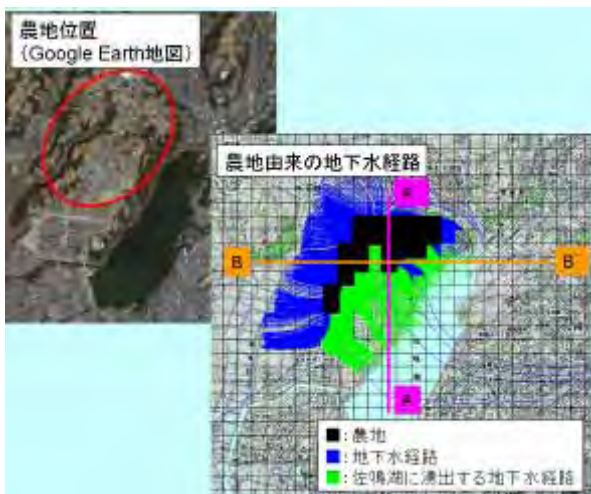 農地位置
（Google Earth地図）
農地由来の地下水経路
A'
B
B'
A
■：農地
■：地下水経路
■：佐鳴湖に湧出する地下水経路